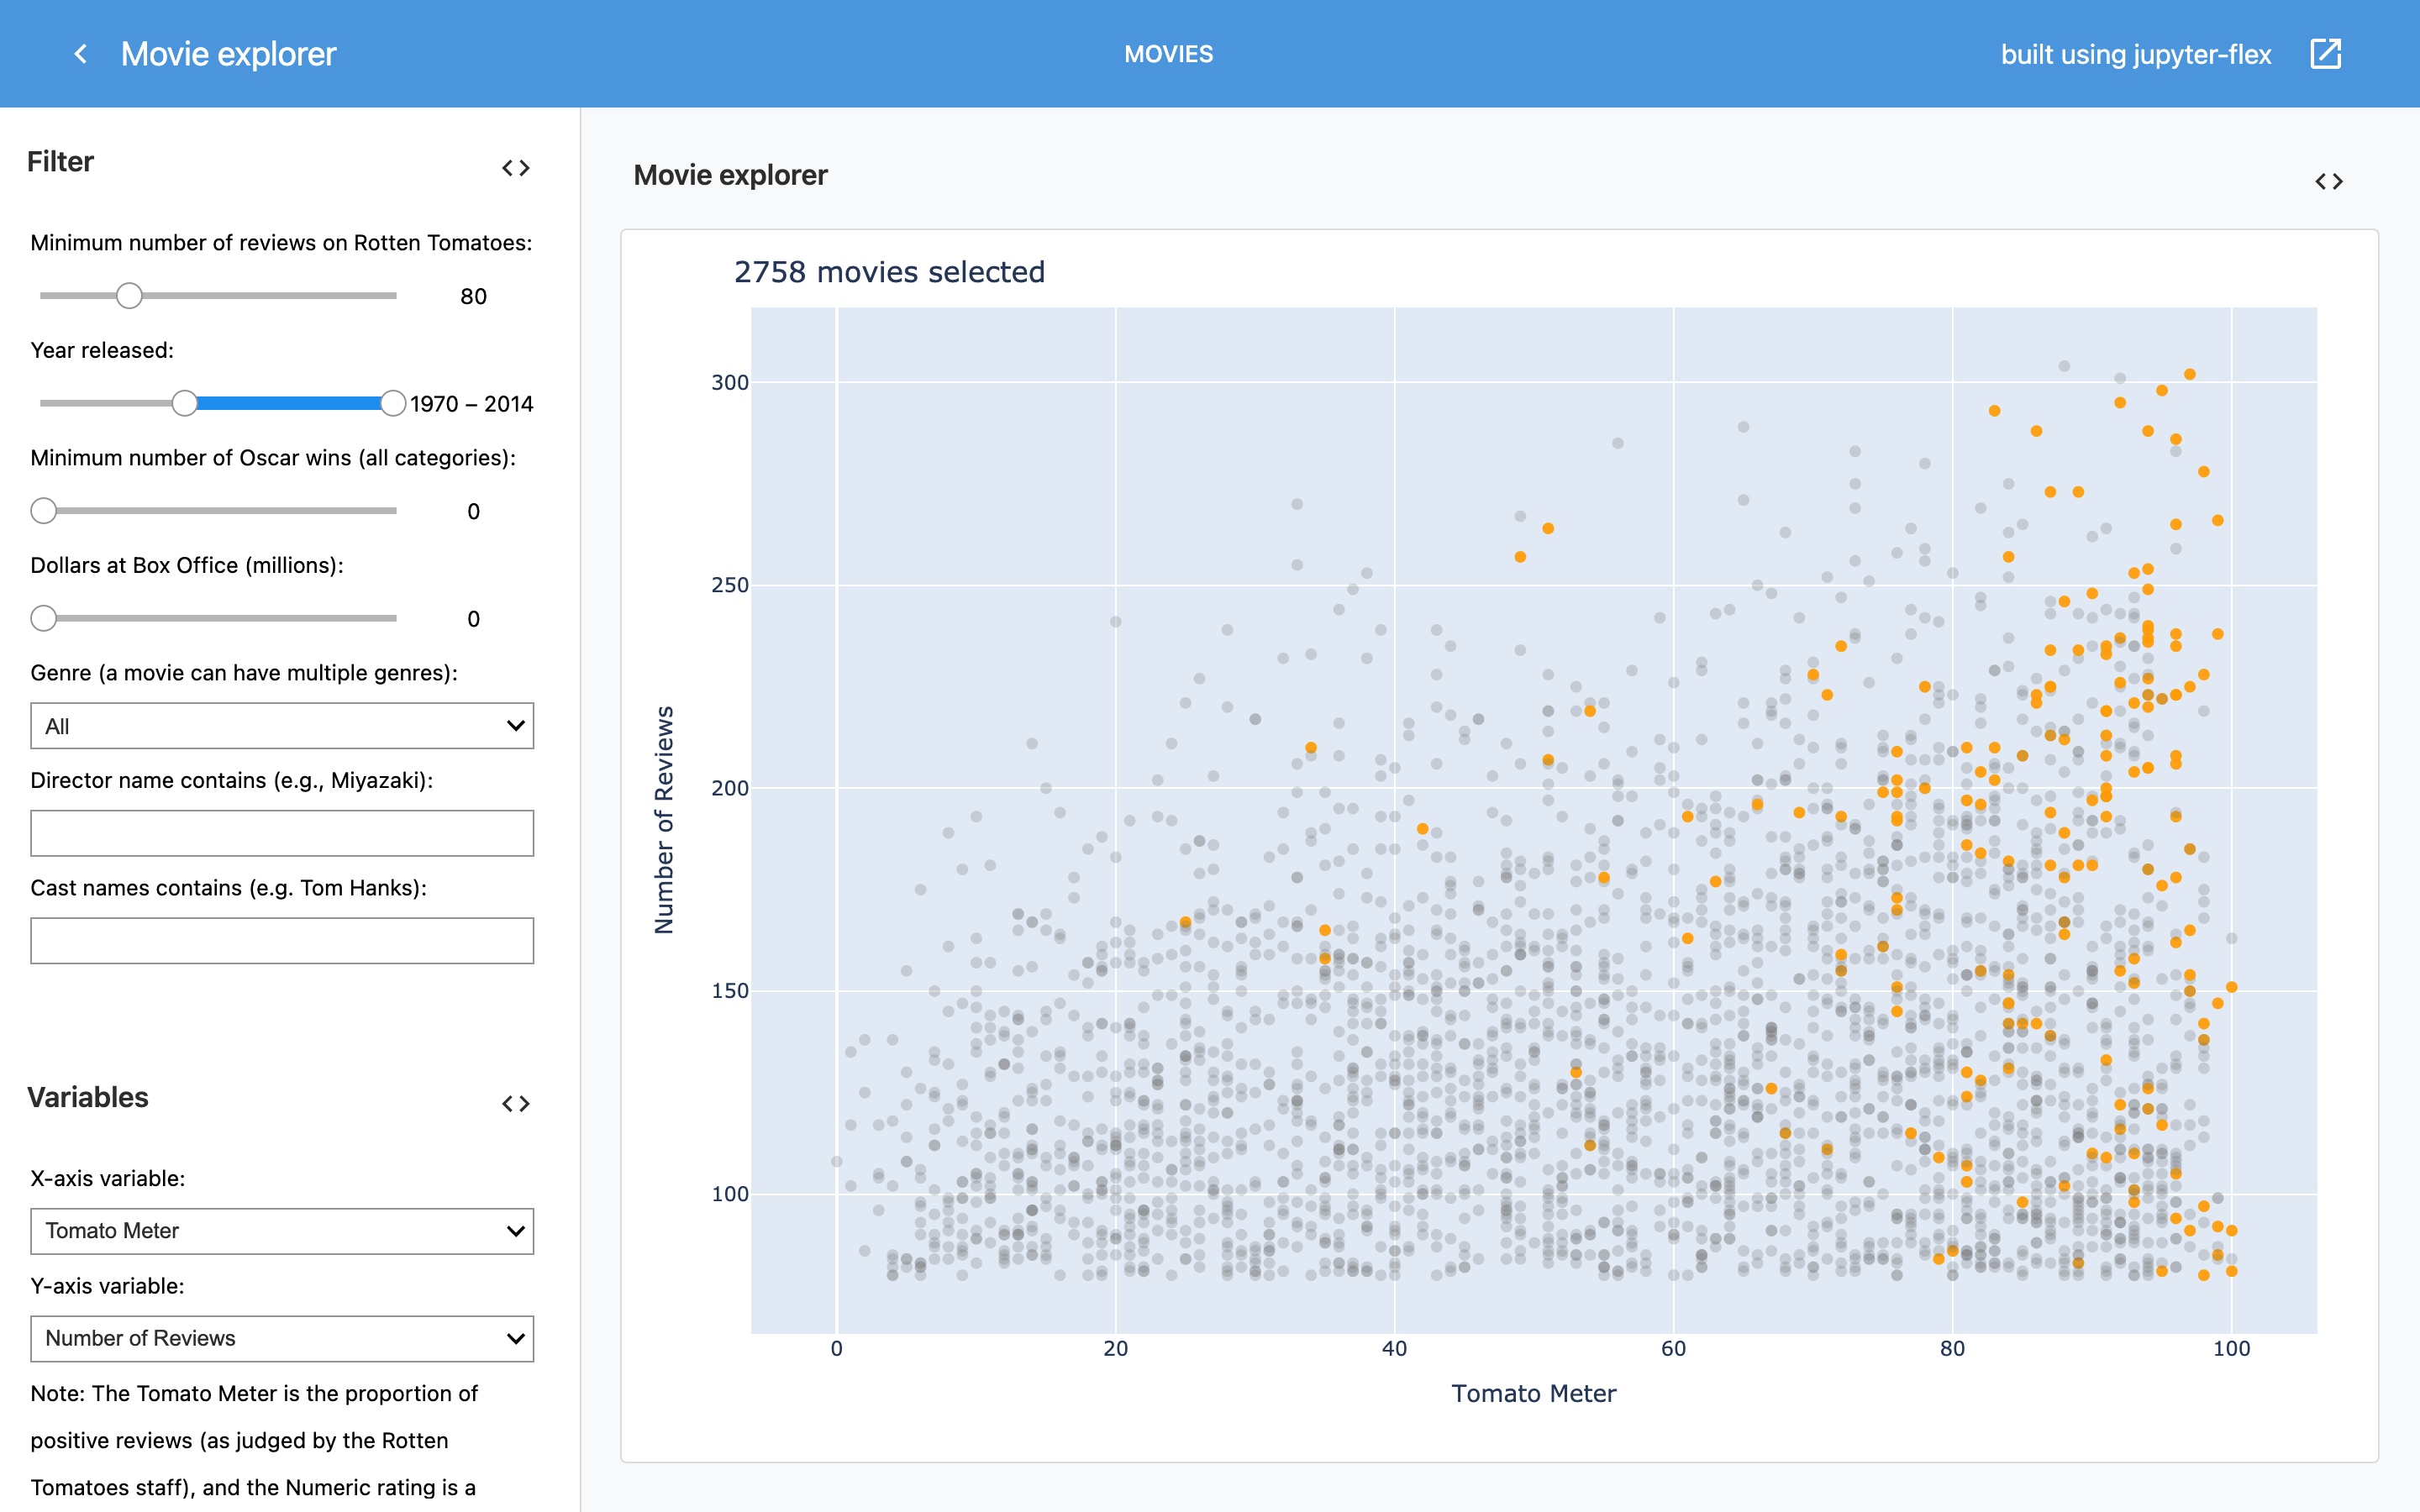 Movie explorer
MOVIES
built using jupyter-flex
Filter
Minimum number of reviews on Rotten Tomatoes:
80
Year released:
1970 – 2014
Minimum number of Oscar wins (all categories):
0
Dollars at Box Office (millions):
0
Genre (a movie can have multiple genres):
All
Director name contains (e.g., Miyazaki):
Cast names contains (e.g. Tom Hanks):
Variables
X-axis variable:
Tomato Meter
Y-axis variable:
Number of Reviews
Note: The Tomato Meter is the proportion of
positive reviews (as judged by the Rotten
Tomatoes staff), and the Numeric rating is a
Movie explorer
2758 movies selected
Number of Reviews
300
250
200
150
100
0
20
40
60
80
100
Tomato Meter